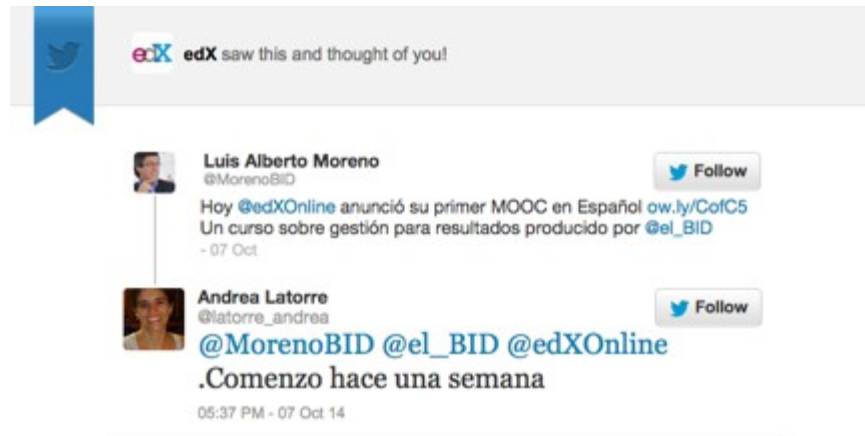 edX edX saw this and thought of you!
Luis Alberto Moreno
@MorenoBID
Follow
Hoy @edXOnline anunció su primer MOOC en Español ow.ly/CofC5
Un curso sobre gestión para resultados producido por @el_BID
- 07 Oct
Andrea Latorre
@latorre_andrea
Follow
@MorenoBID @el_BID @edXOnline
.Comenzo hace una semana
05:37 PM - 07 Oct 14